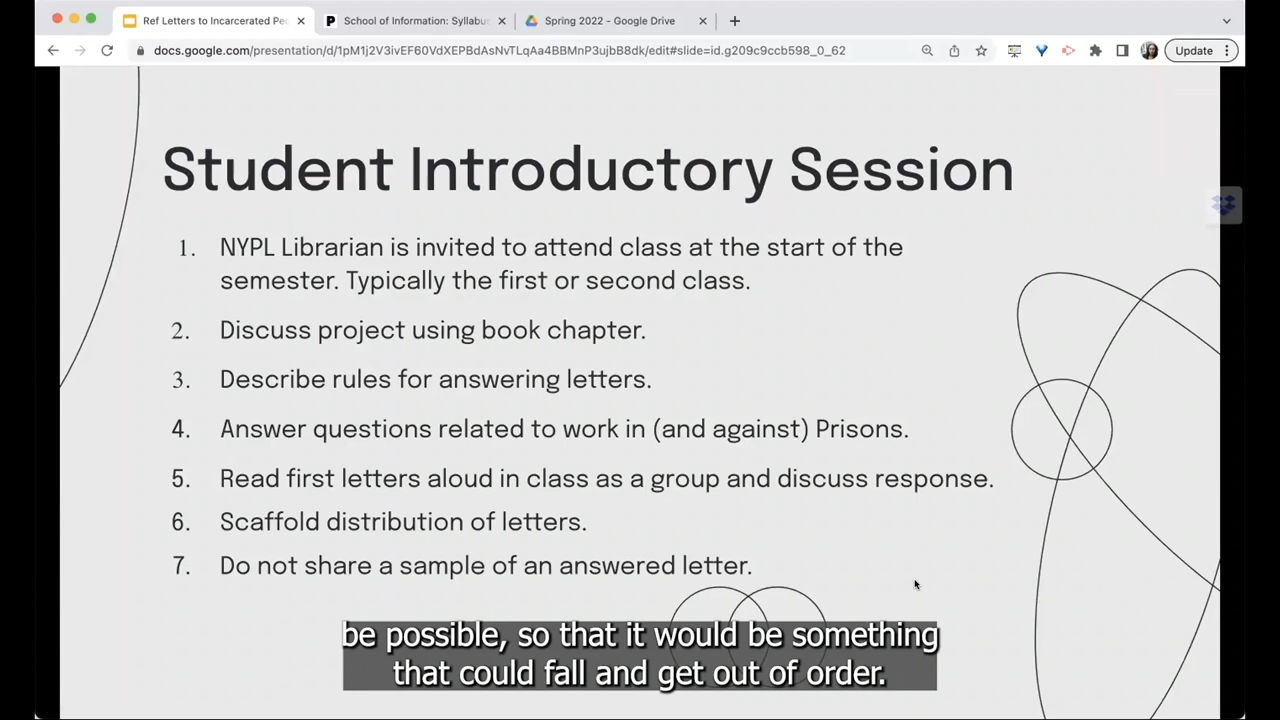 Ref Letters to Incarcerated Pe
School of Information: Syllabu
Spring 2022 - Google Drive
docs.google.com/presentation/d/1pM1j2V3ivEF60VdXEPBdAsNvTLqAa4BBMnP3ujbB8dk/edit#slide=id.g209c9ccb598_0_62
Update
Student Introductory Session
1. NYPL Librarian is invited to attend class at the start of the
semester. Typically the first or second class.
2. Discuss project using book chapter.
3. Describe rules for answering letters.
4. Answer questions related to work in (and against) Prisons.
5. Read first letters aloud in class as a group and discuss response.
6. Scaffold distribution of letters.
7. Do not share a sample of an answered letter.
be possible, so that it would be something
that could fall and get out of order.